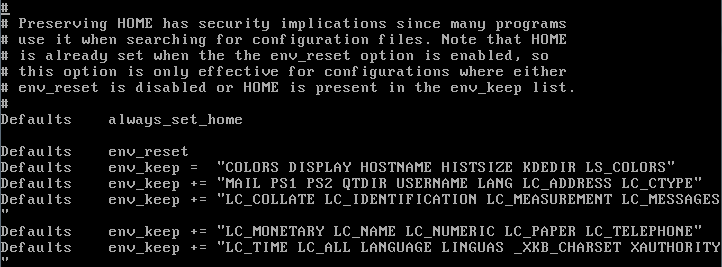 #
# Preserving HOME has security implications since many programs
# use it when searching for configuration files. Note that HOME
# is already set when the the env_reset option is enabled, so
# this option is only effective for configurations where either
# env_reset is disabled or HOME is present in the env_keep list.
#
Defaults    always_set_home
Defaults    env_reset
Defaults    env_keep =  "COLORS DISPLAY HOSTNAME HISTSIZE KDEDIR LS_COLORS"
Defaults    env_keep += "MAIL PS1 PS2 QTDIR USERNAME LANG LC_ADDRESS LC_CTYPE"
Defaults    env_keep += "LC_COLLATE LC_IDENTIFICATION LC_MEASUREMENT LC_MESSAGES
"
Defaults    env_keep += "LC_MONETARY LC_NAME LC_NUMERIC LC_PAPER LC_TELEPHONE"
Defaults    env_keep += "LC_TIME LC_ALL LANGUAGE LINGUAS _XKB_CHARSET XAUTHORITY
"